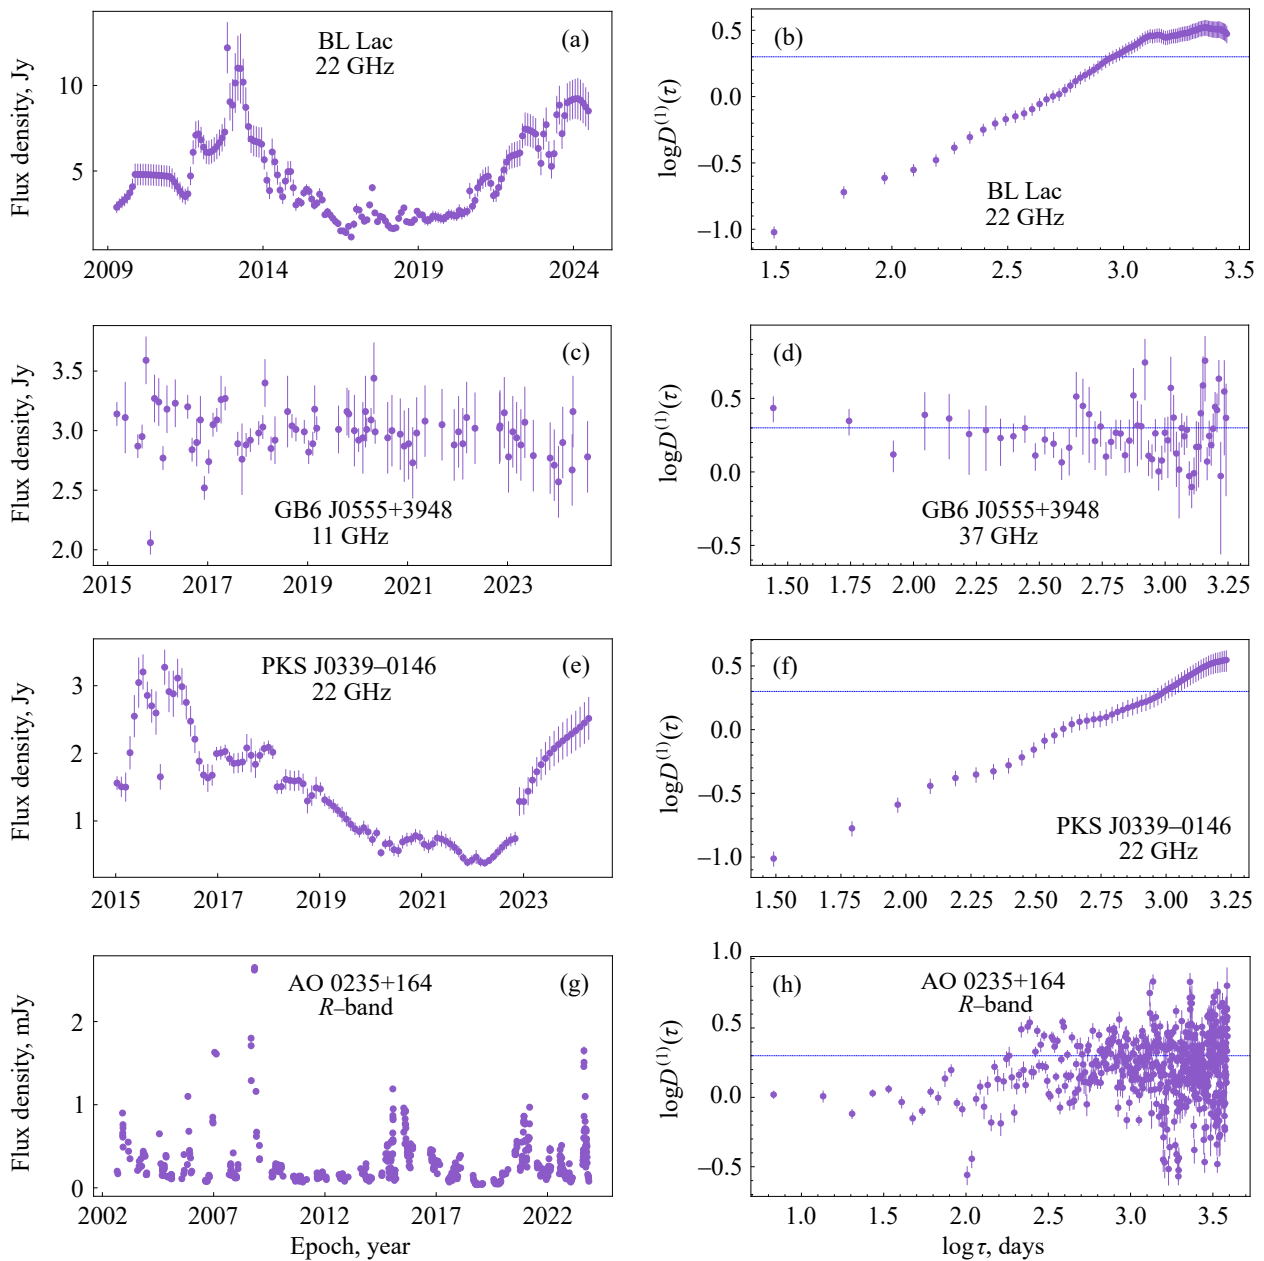 (a)
BL Lac
22 GHz
Flux density, Jy
10
5
2009 2014 2019 2024
(b)
BL Lac
22 GHz
logD(1)(τ)
0.5
0.0
–0.5
–1.0
1.5 2.0 2.5 3.0 3.5
(c)
GB6 J0555+3948
11 GHz
Flux density, Jy
3.5
3.0
2.5
2.0
2015 2017 2019 2021 2023
(d)
GB6 J0555+3948
37 GHz
logD(1)(τ)
0.5
0.0
–0.5
1.50 1.75 2.00 2.25 2.50 2.75 3.00 3.25
(e)
PKS J0339–0146
22 GHz
Flux density, Jy
3
2
1
2015 2017 2019 2021 2023
(f)
PKS J0339–0146
22 GHz
logD(1)(τ)
0.5
0.0
–0.5
–1.0
1.50 1.75 2.00 2.25 2.50 2.75 3.00 3.25
(g)
AO 0235+164
R–band
Flux density, mJy
2
1
0
2002 2007 2012 2017 2022
Epoch, year
(h)
AO 0235+164
R–band
logD(1)(τ)
1.0
0.5
0.0
–0.5
1.0 1.5 2.0 2.5 3.0 3.5
logτ, days